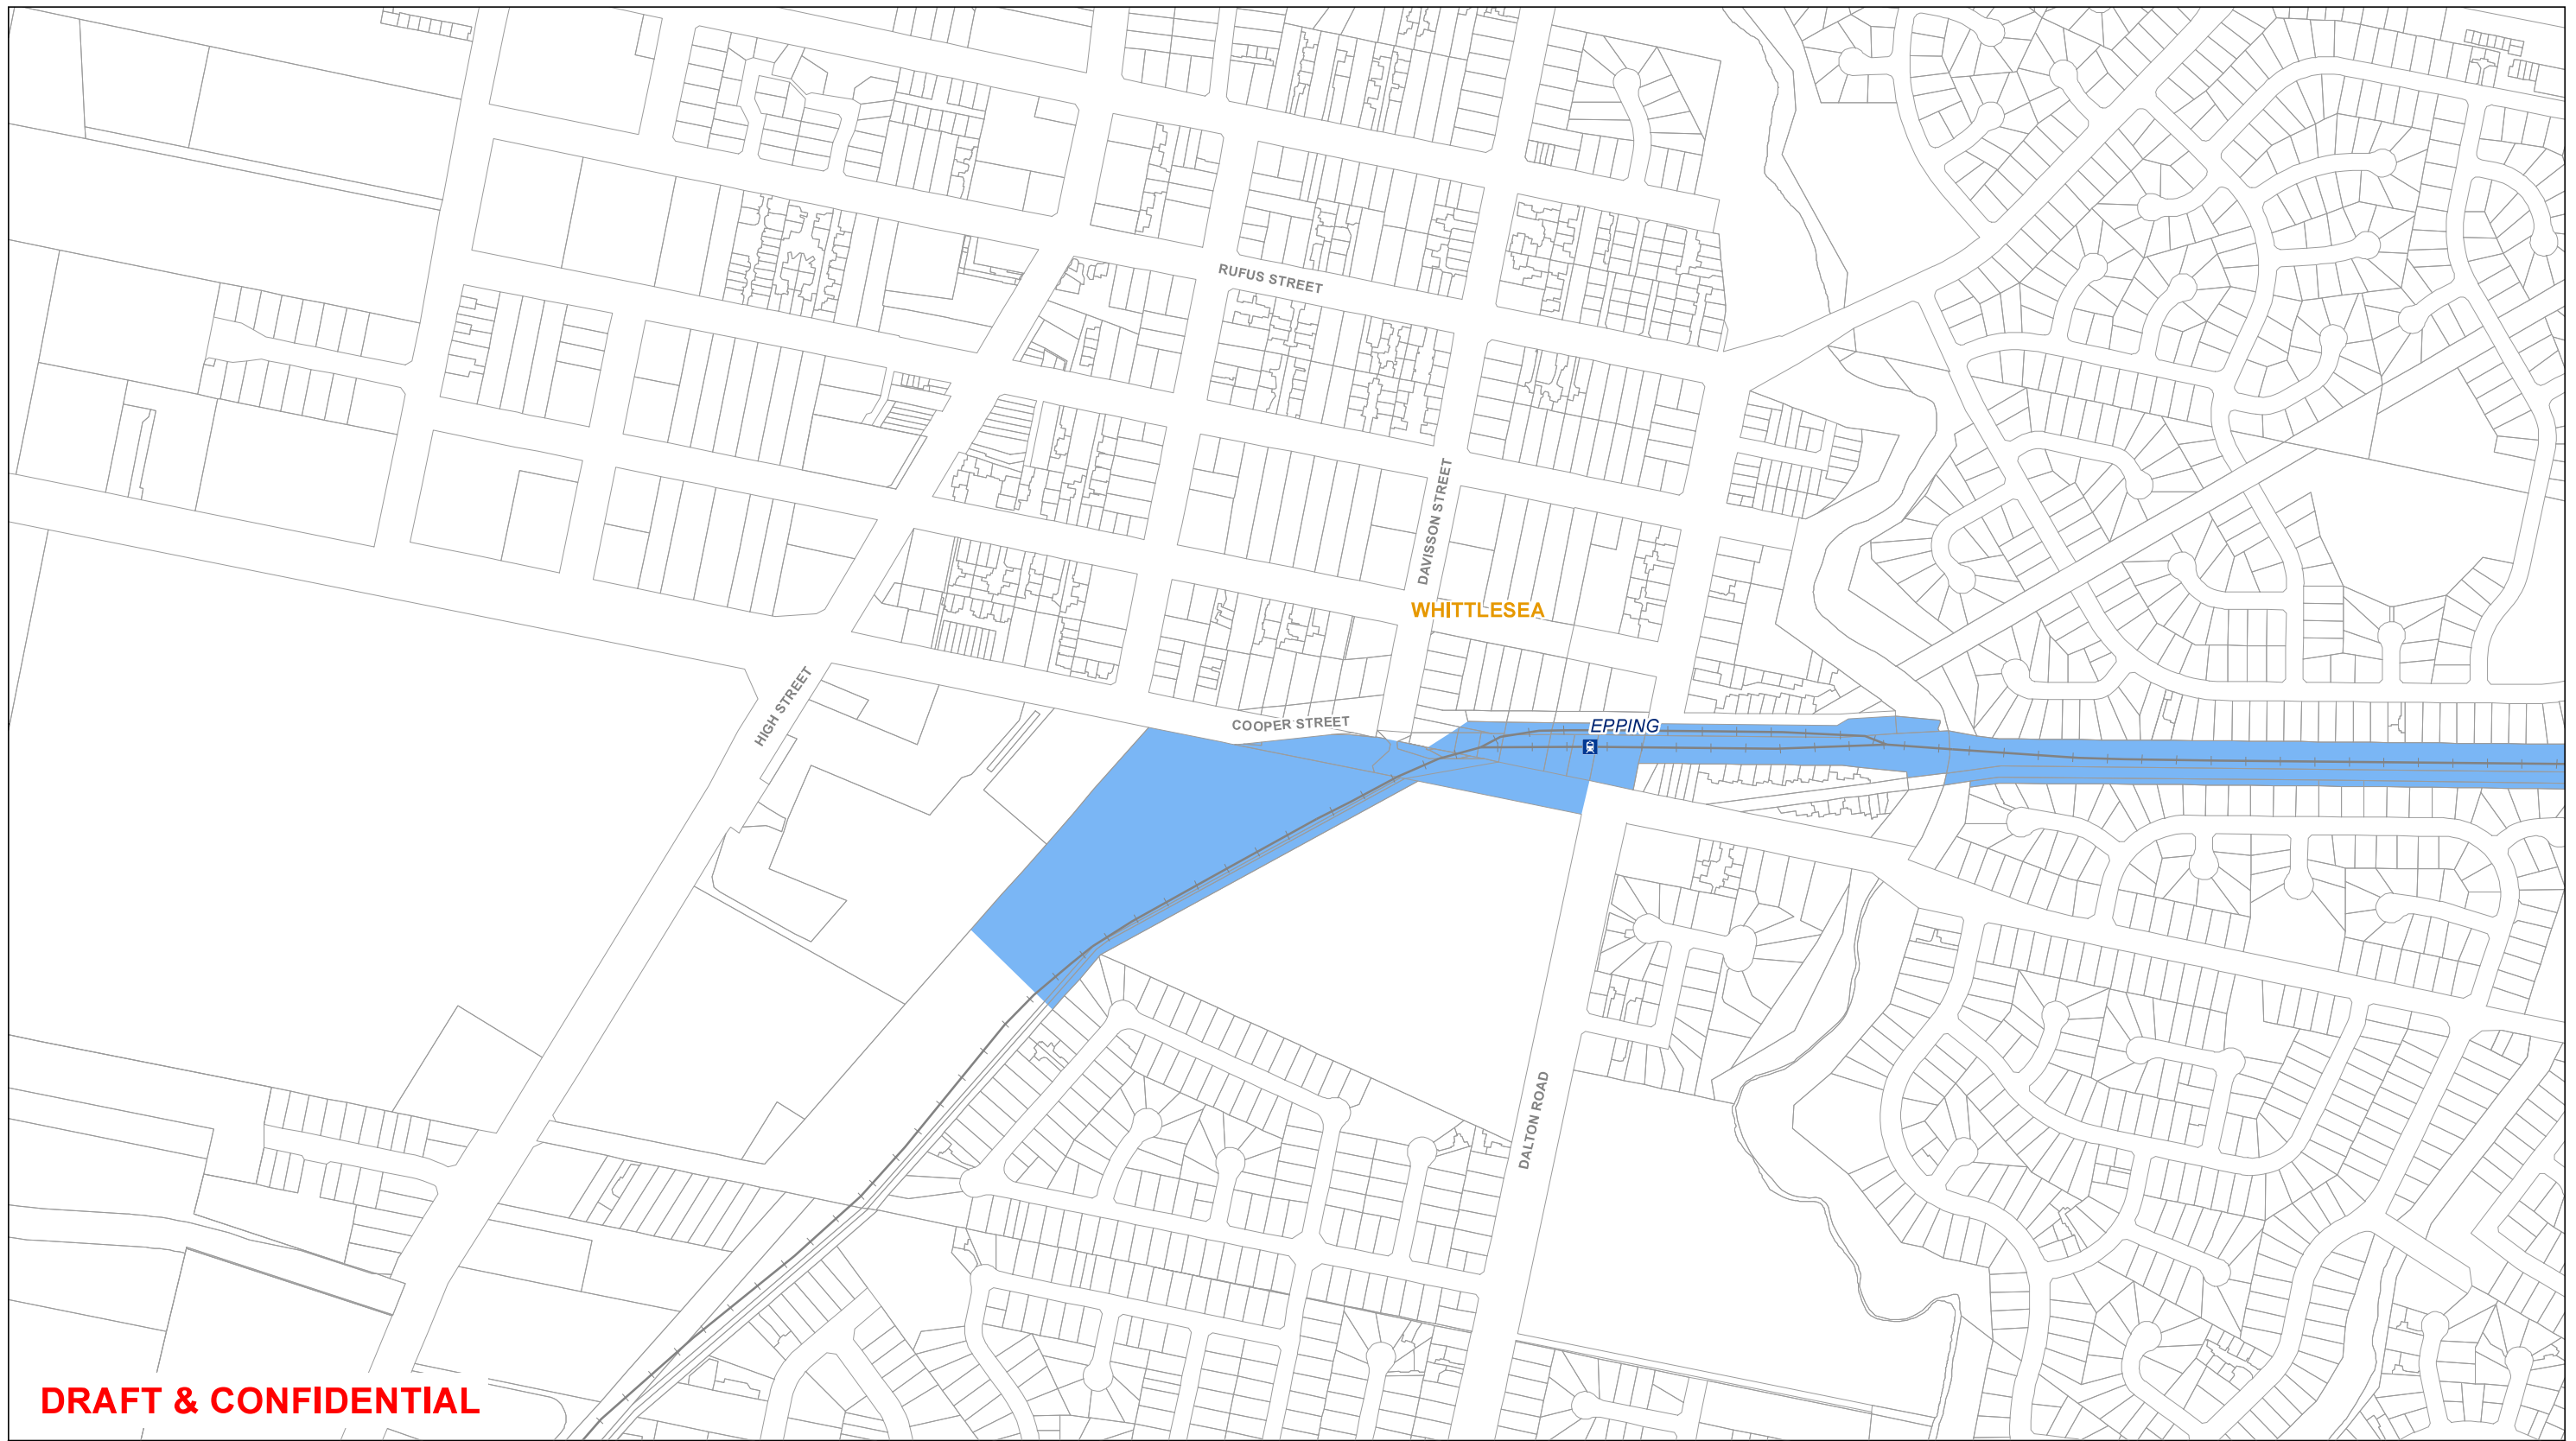 RUFUS STREET
DAVISSON STREET
WHITTLESEA
HIGH STREET
COOPER STREET
EPPING
DALTON ROAD
DRAFT & CONFIDENTIAL